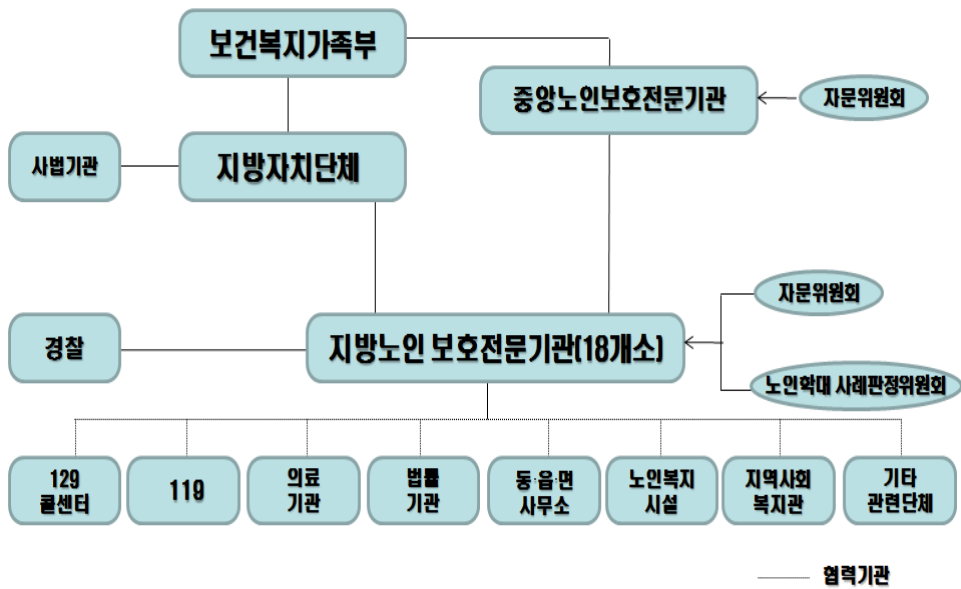 보건복지가족부
중앙노인보호전문기관
자문위원회
사법기관
지방자치단체
자문위원회
경찰
지방노인 보호전문기관(18개소)
노인학대 사례판정위원회
129
콜센터
119
의료
기관
법률
기관
동·읍·면
사무소
노인복지
시설
지역사회
복지관
기타
관련단체
협력기관